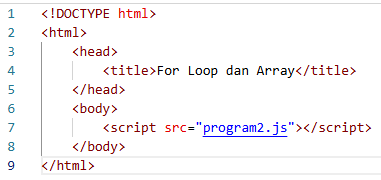 1 <!DOCTYPE html>
2 <html>
3     <head>
4         <title>For Loop dan Array</title>
5     </head>
6     <body>
7         <script src="program2.js"></script>
8     </body>
9 </html>